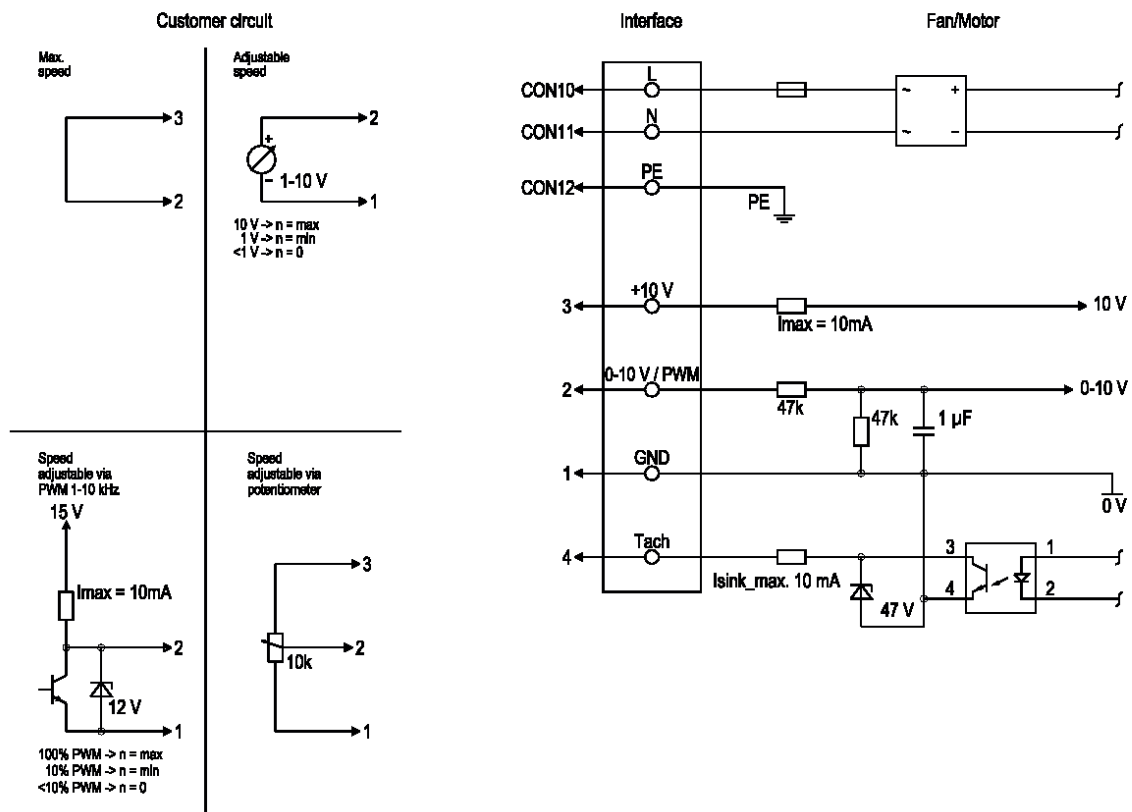 Customer circuit
Interface
Fan/Motor
Max.
speed
3
2
Adjustable
speed
2
+
– 1-10 V
1
10 V -> n = max
1 V -> n = min
<1 V -> n = 0
Speed
adjustable via
PWM 1-10 kHz
15 V
Imax = 10mA
2
12 V
1
100% PWM -> n = max
10% PWM -> n = min
<10% PWM -> n = 0
Speed
adjustable via
potentiometer
3
2
10k
1
CON10
L
~ +
CON11
N
~ –
CON12
PE
PE
3
+10 V
10 V
Imax = 10mA
2
0-10 V / PWM
0-10 V
47k
47k
1 µF
1
GND
0 V
4
Tach
3
1
Isink_max. 10 mA
47 V
4
2